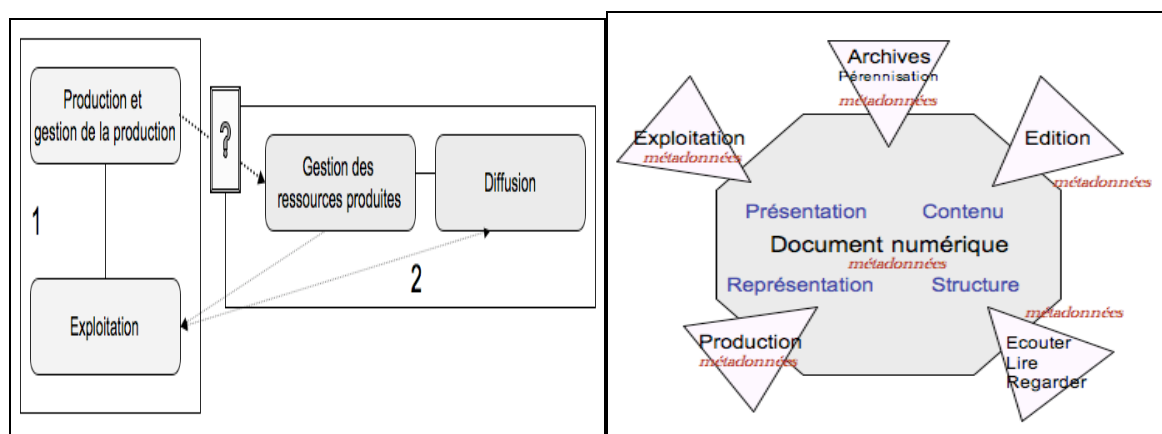 Production et
gestion de la production
?
Gestion des
ressources produites
Diffusion
1
2
Exploitation
Archives
Pérennisation
métadonnées
Exploitation
métadonnées
Edition
métadonnées
Présentation
Contenu
Document numérique
métadonnées
Représentation
Structure
métadonnées
Production
métadonnées
Ecouter
Lire
Regarder